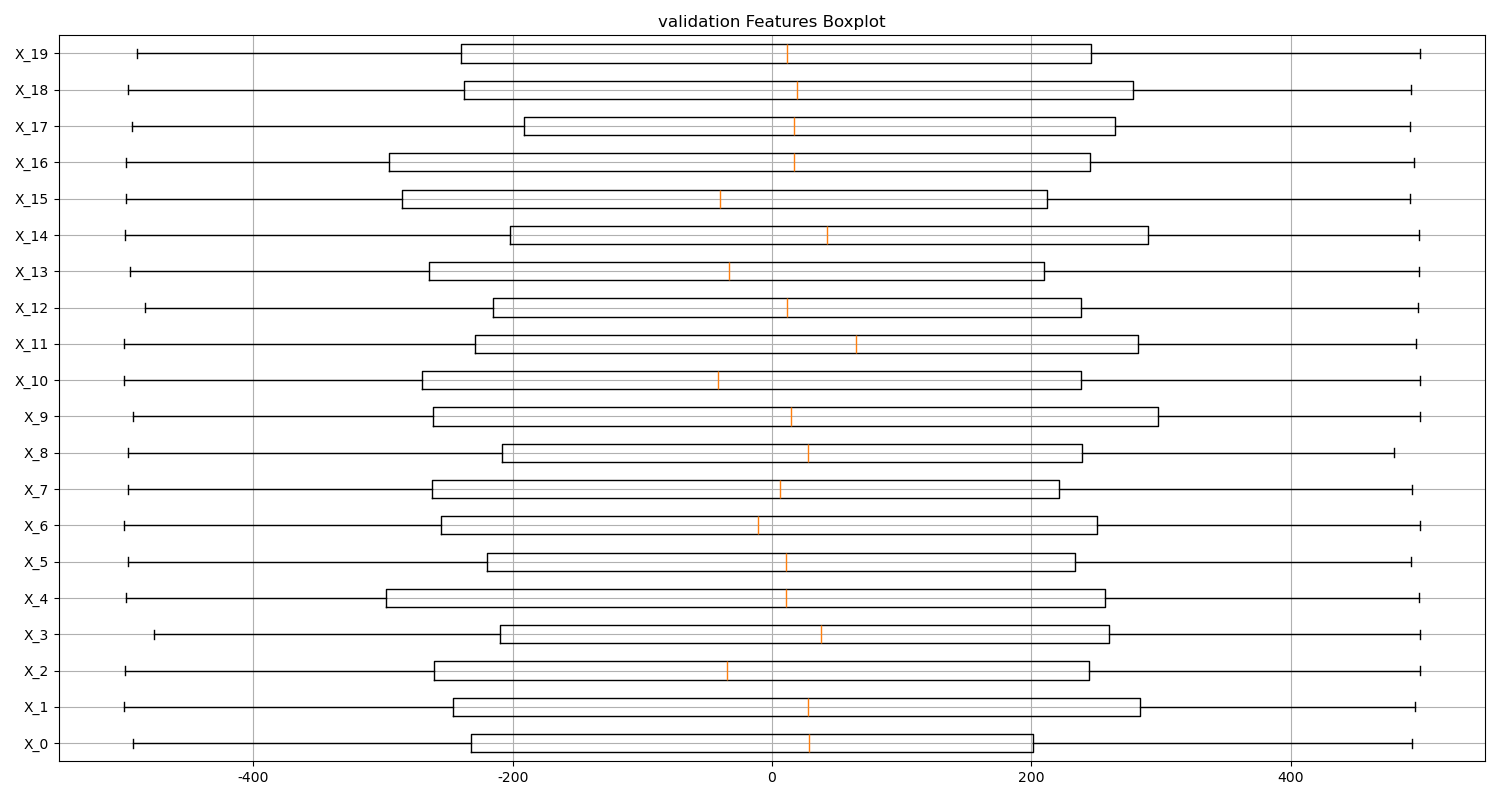 validation Features Boxplot
X_19
X_18
X_17
X_16
X_15
X_14
X_13
X_12
X_11
X_10
X_9
X_8
X_7
X_6
X_5
X_4
X_3
X_2
X_1
X_0
-400 -200 0 200 400